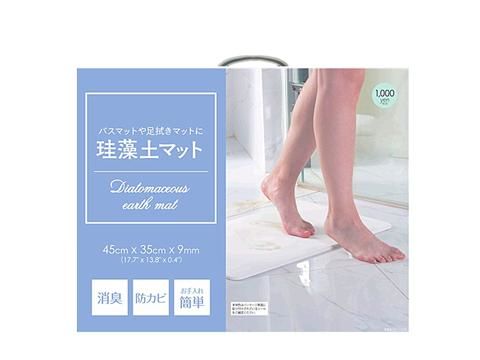 バスマットや足拭きマットに
珪藻土マット
Diatomaceous
earth mat
45cm X 35cm X 9mm
(17.7" x 13.8" x 0.4")
消臭
防カビ
お手入れ
簡単
1,000
yen